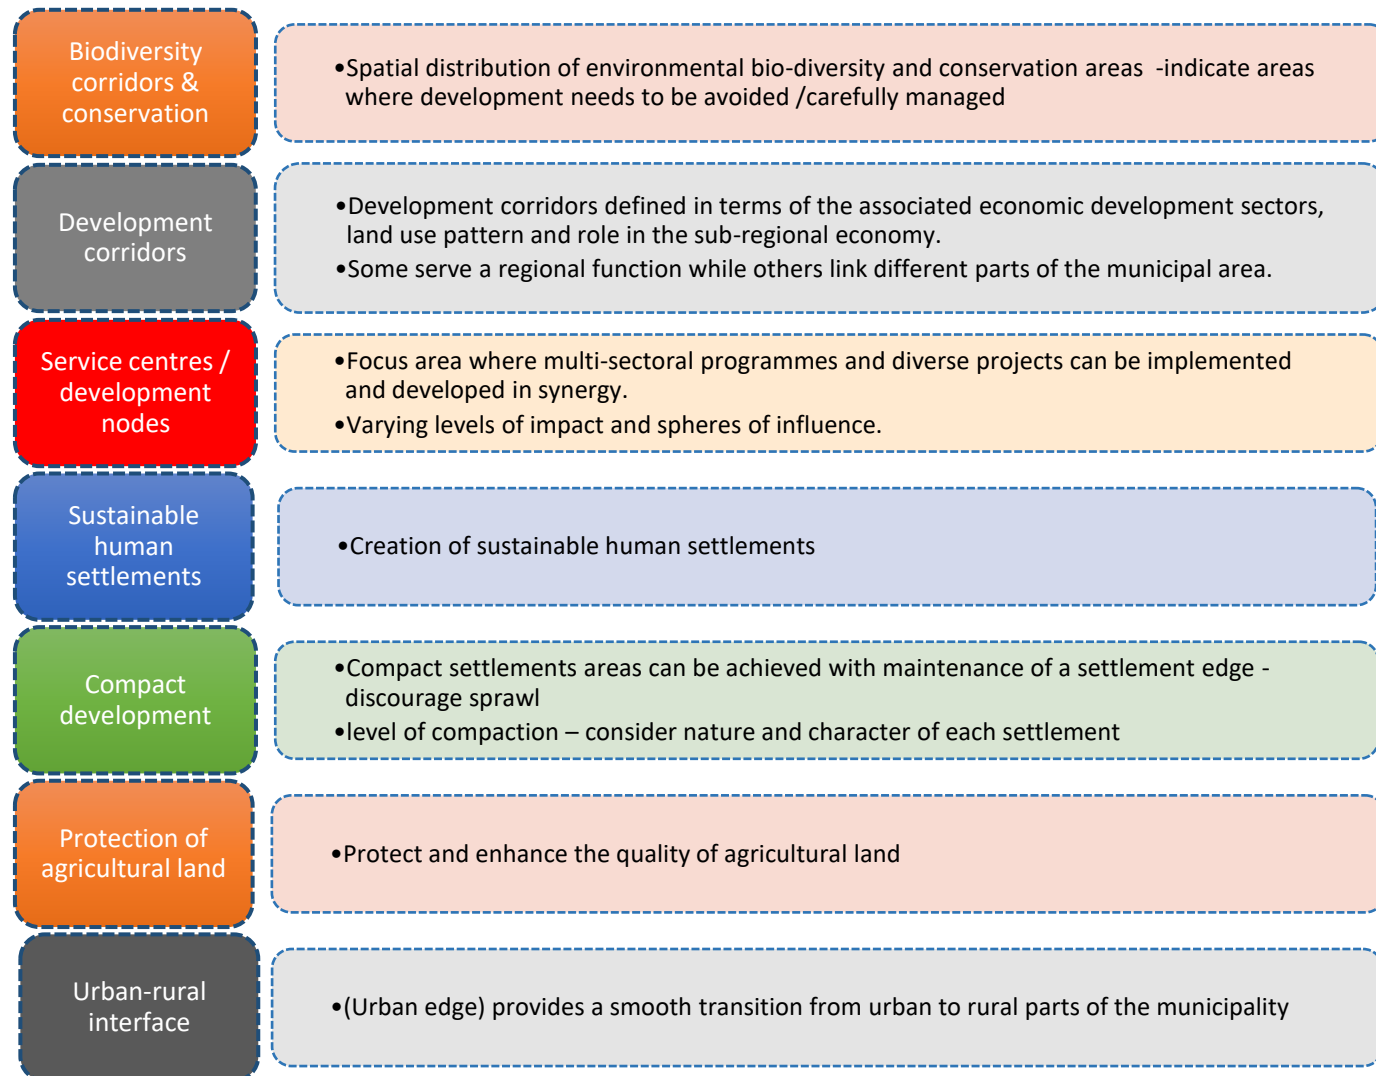 Biodiversity
corridors &
conservation
•Spatial distribution of environmental bio-diversity and conservation areas  -indicate areas
where development needs to be avoided /carefully managed
Development
corridors
•Development corridors defined in terms of the associated economic development sectors,
land use pattern and role in the sub-regional economy.
•Some serve a regional function while others link different parts of the municipal area.
Service centres /
development
nodes
•Focus area where multi-sectoral programmes and diverse projects can be implemented
and developed in synergy.
•Varying levels of impact and spheres of influence.
Sustainable
human
settlements
•Creation of sustainable human settlements
Compact
development
•Compact settlements areas can be achieved with maintenance of a settlement edge -
discourage sprawl
•level of compaction – consider nature and character of each settlement
Protection of
agricultural land
•Protect and enhance the quality of agricultural land
Urban-rural
interface
•(Urban edge) provides a smooth transition from urban to rural parts of the municipality